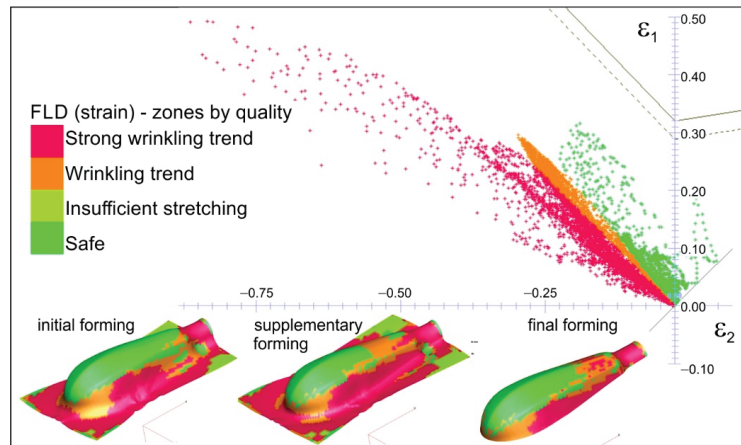 ε1
0.50
0.40
FLD (strain) - zones by quality
Strong wrinkling trend
0.30
Wrinkling trend
Insufficient stretching
0.20
Safe
0.10
−0.75
−0.50
−0.25
0.00
initial forming
supplementary
forming
final forming
ε2
−0.10